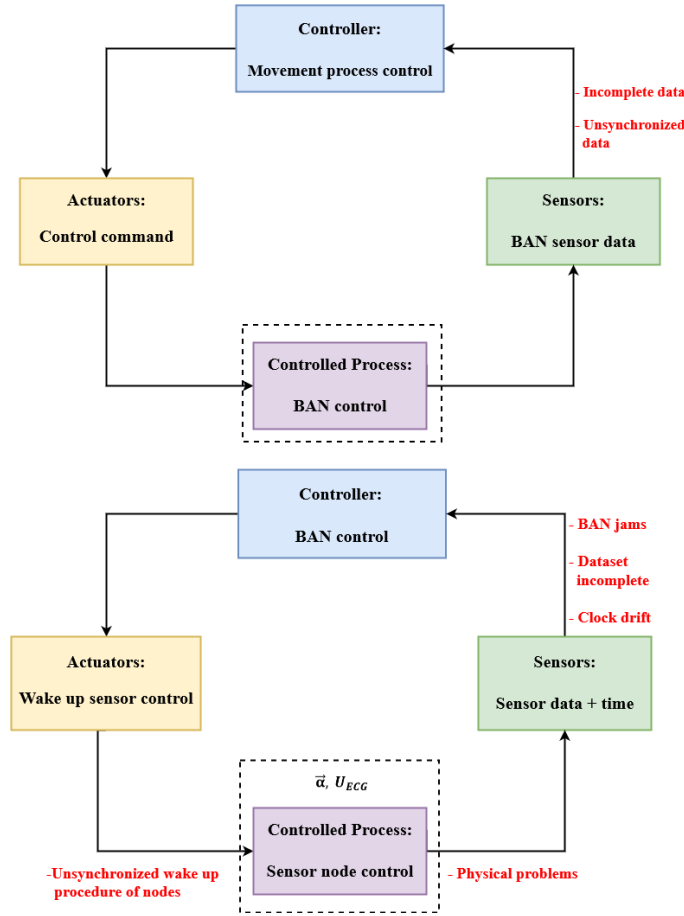 Controller:
Movement process control
- Incomplete data
- Unsynchronized
data
Actuators:
Control command
Sensors:
BAN sensor data
Controlled Process:
BAN control
Controller:
BAN control
- BAN jams
- Dataset
incomplete
- Clock drift
Actuators:
Wake up sensor control
Sensors:
Sensor data + time
α⃗, U_ECG
Controlled Process:
Sensor node control
-Unsynchronized wake up
procedure of nodes
- Physical problems